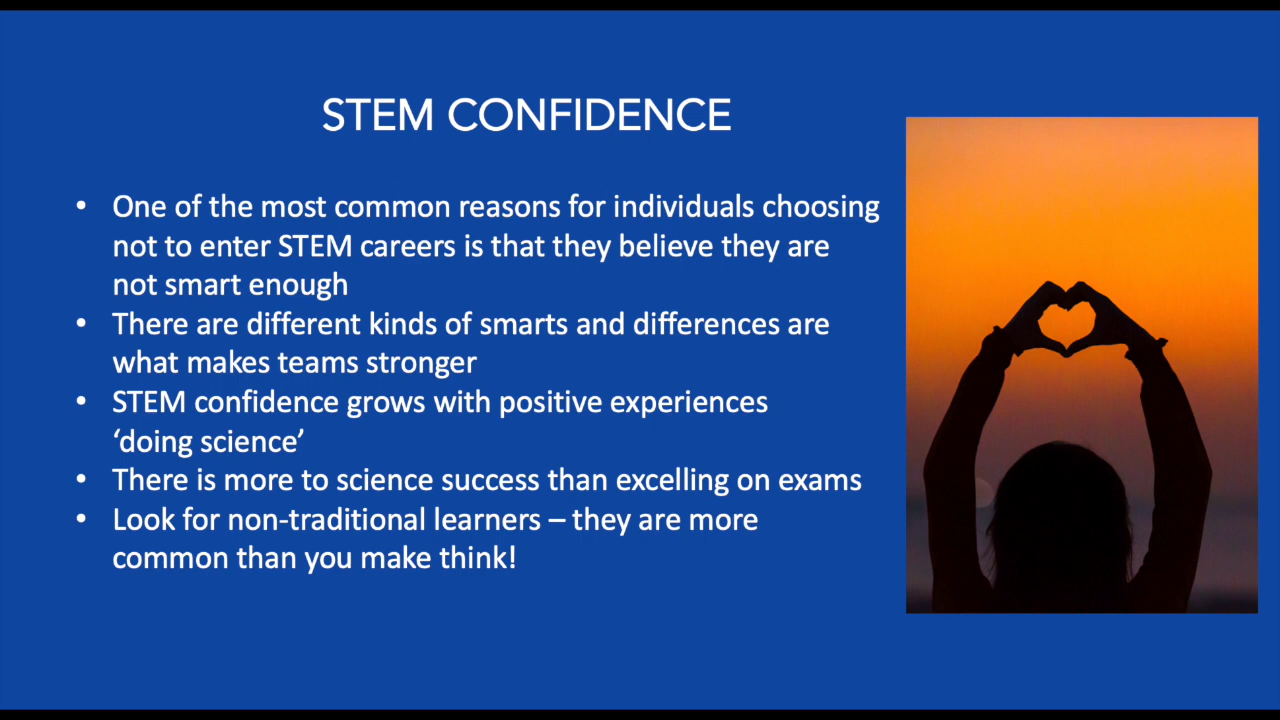 STEM CONFIDENCE
• One of the most common reasons for individuals choosing
not to enter STEM careers is that they believe they are
not smart enough
• There are different kinds of smarts and differences are
what makes teams stronger
• STEM confidence grows with positive experiences
‘doing science’
• There is more to science success than excelling on exams
• Look for non-traditional learners – they are more
common than you make think!